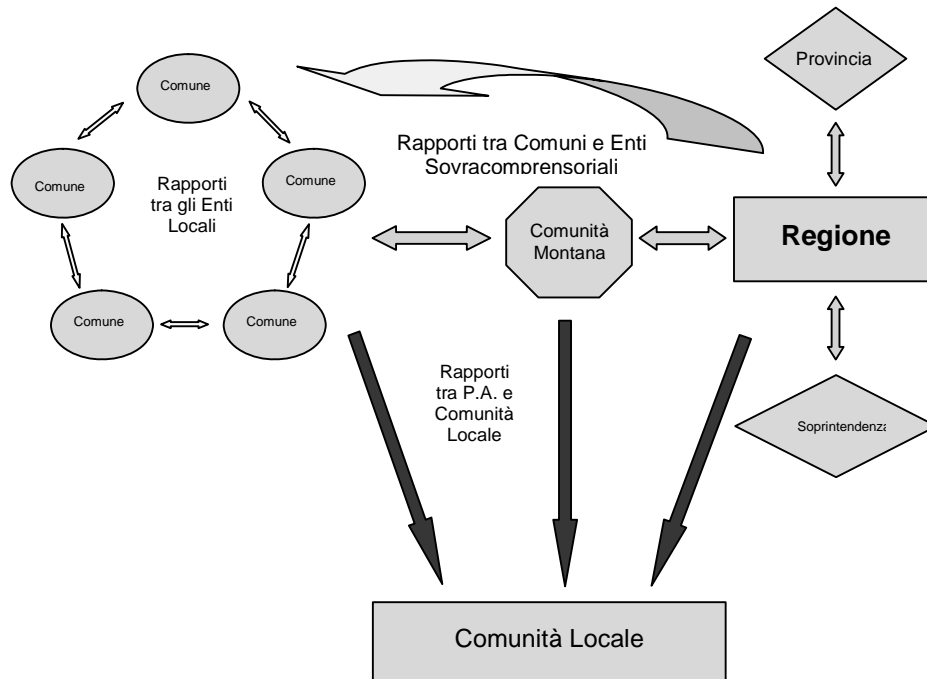 Provincia
Comune
Rapporti tra Comuni e Enti
Sovracomprensoriali
Comune
Comune
Rapporti
tra gli Enti
Locali
Comunità
Montana
Regione
Comune
Comune
Rapporti
tra P.A. e
Comunità
Locale
Soprintendenza
Comunità Locale